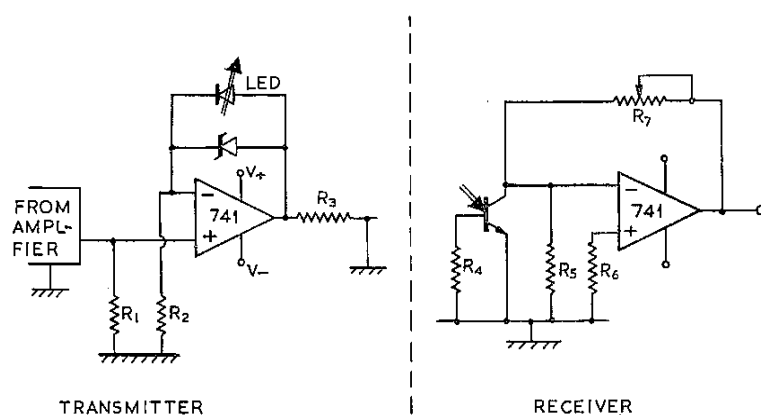 LED
V+
−
741
+
V−
R3
FROM
AMPL-
FIER
R1
R2
TRANSMITTER
R7
−
741
+
R4
R5
R6
RECEIVER